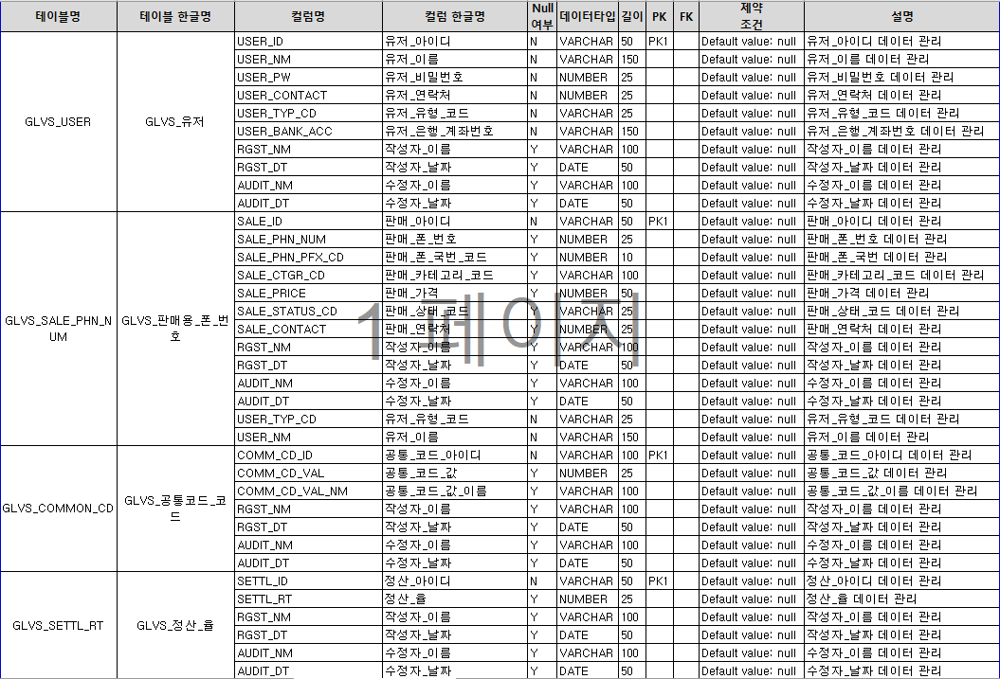 테이블명 테이블 한글명 컬럼명 컬럼 한글명 Null 여부 데이터타입 길이 PK FK 제약 조건 설명
GLVS_USER GLVS_유저
USER_ID 유저_아이디 N VARCHAR 50 PK1 Default value: null 유저_아이디 데이터 관리
USER_NM 유저_이름 N VARCHAR 150 Default value: null 유저_이름 데이터 관리
USER_PW 유저_비밀번호 N NUMBER 25 Default value: null 유저_비밀번호 데이터 관리
USER_CONTACT 유저_연락처 N NUMBER 25 Default value: null 유저_연락처 데이터 관리
USER_TYP_CD 유저_유형_코드 N VARCHAR 25 Default value: null 유저_유형_코드 데이터 관리
USER_BANK_ACC 유저_은행_계좌번호 N VARCHAR 150 Default value: null 유저_은행_계좌번호 데이터 관리
RGST_NM 작성자_이름 Y VARCHAR 100 Default value: null 작성자_이름 데이터 관리
RGST_DT 작성자_날짜 Y DATE 50 Default value: null 작성자_날짜 데이터 관리
AUDIT_NM 수정자_이름 Y VARCHAR 100 Default value: null 수정자_이름 데이터 관리
AUDIT_DT 수정자_날짜 Y DATE 50 Default value: null 수정자_날짜 데이터 관리
GLVS_SALE_PHN_NUM GLVS_판매용_폰_번호
SALE_ID 판매_아이디 N VARCHAR 50 PK1 Default value: null 판매_아이디 데이터 관리
SALE_PHN_NUM 판매_폰_번호 Y NUMBER 25 Default value: null 판매_폰_번호 데이터 관리
SALE_PHN_PFX_CD 판매_폰_국번_코드 Y NUMBER 10 Default value: null 판매_폰_국번 데이터 관리
SALE_CTGR_CD 판매_카테고리_코드 Y VARCHAR 100 Default value: null 판매_카테고리_코드 데이터 관리
SALE_PRICE 판매_가격 Y NUMBER 50 Default value: null 판매_가격 데이터 관리
SALE_STATUS_CD 판매_상태_코드 Y VARCHAR 25 Default value: null 판매_상태_코드 데이터 관리
SALE_CONTACT 판매_연락처 Y NUMBER 25 Default value: null 판매_연락처 데이터 관리
RGST_NM 작성자_이름 Y VARCHAR 100 Default value: null 작성자_이름 데이터 관리
RGST_DT 작성자_날짜 Y DATE 50 Default value: null 작성자_날짜 데이터 관리
AUDIT_NM 수정자_이름 Y VARCHAR 100 Default value: null 수정자_이름 데이터 관리
AUDIT_DT 수정자_날짜 Y DATE 50 Default value: null 수정자_날짜 데이터 관리
USER_TYP_CD 유저_유형_코드 N VARCHAR 25 Default value: null 유저_유형_코드 데이터 관리
USER_NM 유저_이름 N VARCHAR 150 Default value: null 유저_이름 데이터 관리
1 페이지
GLVS_COMMON_CD GLVS_공통코드_코드
COMM_CD_ID 공통_코드_아이디 N VARCHAR 100 PK1 Default value: null 공통_코드_아이디 데이터 관리
COMM_CD_VAL 공통_코드_값 Y NUMBER 25 Default value: null 공통_코드_값 데이터 관리
COMM_CD_VAL_NM 공통_코드_값_이름 Y VARCHAR 100 Default value: null 공통_코드_값_이름 데이터 관리
RGST_NM 작성자_이름 Y VARCHAR 100 Default value: null 작성자_이름 데이터 관리
RGST_DT 작성자_날짜 Y DATE 50 Default value: null 작성자_날짜 데이터 관리
AUDIT_NM 수정자_이름 Y VARCHAR 100 Default value: null 수정자_이름 데이터 관리
AUDIT_DT 수정자_날짜 Y DATE 50 Default value: null 수정자_날짜 데이터 관리
GLVS_SETTL_RT GLVS_정산_율
SETTL_ID 정산_아이디 N VARCHAR 50 PK1 Default value: null 정산_아이디 데이터 관리
SETTL_RT 정산_율 Y NUMBER 25 Default value: null 정산_율 데이터 관리
RGST_NM 작성자_이름 Y VARCHAR 100 Default value: null 작성자_이름 데이터 관리
RGST_DT 작성자_날짜 Y DATE 50 Default value: null 작성자_날짜 데이터 관리
AUDIT_NM 수정자_이름 Y VARCHAR 100 Default value: null 수정자_이름 데이터 관리
AUDIT_DT 수정자_날짜 Y DATE 50 Default value: null 수정자_날짜 데이터 관리